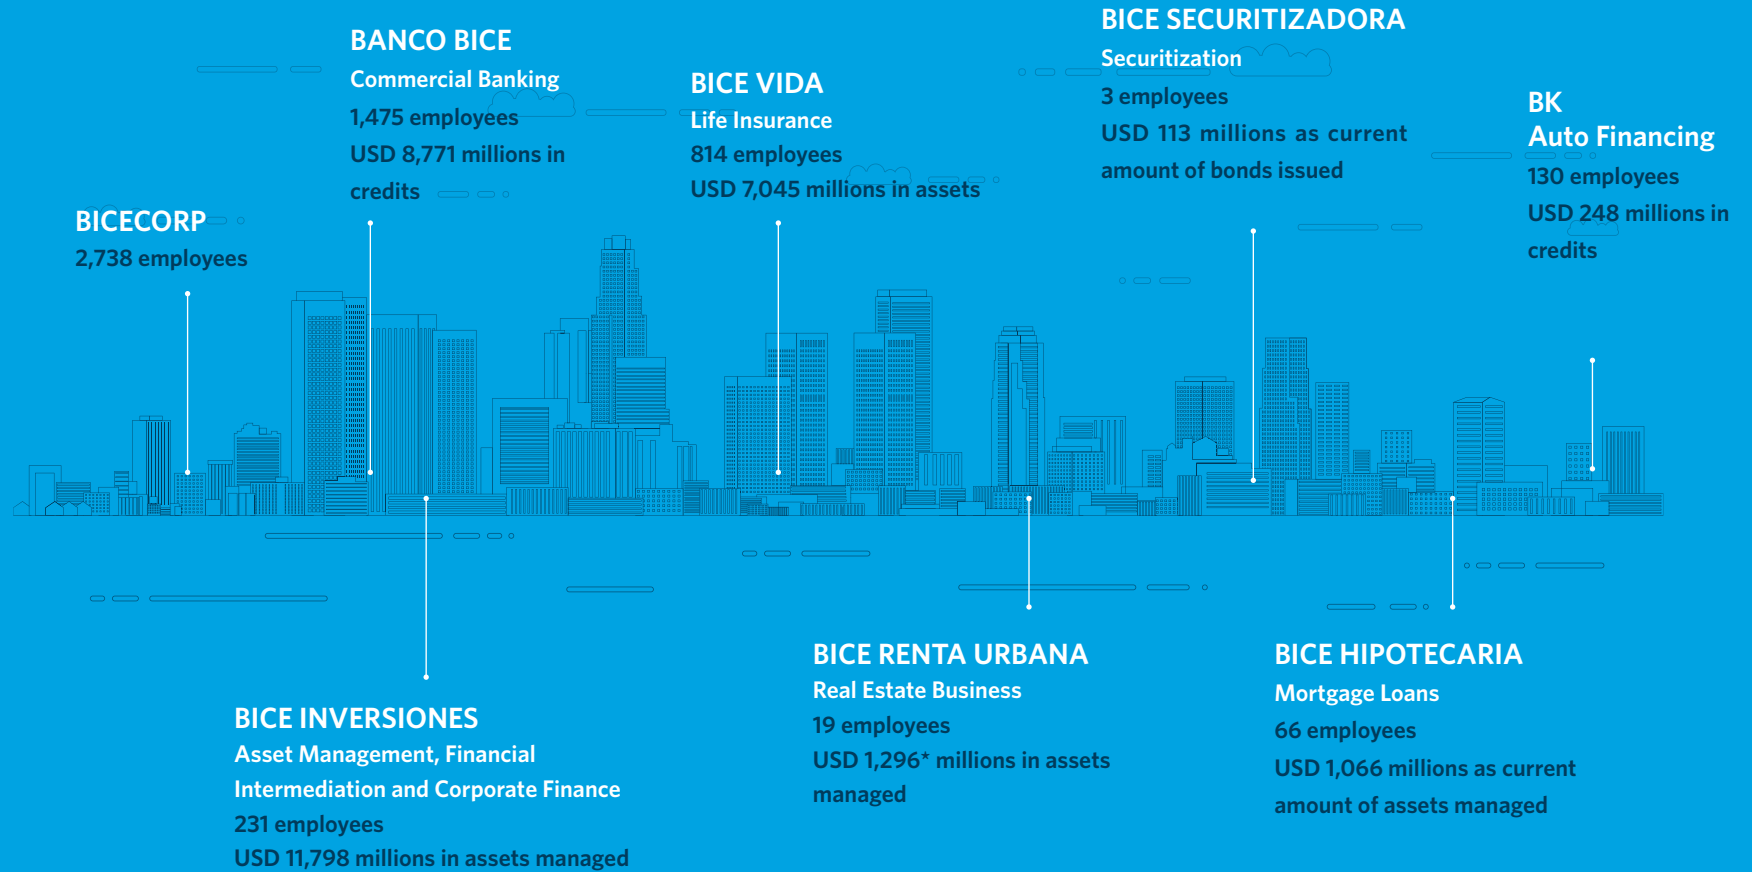 BICECORP
2,738 employees
BANCO BICE
Commercial Banking
1,475 employees
USD 8,771 millions in
credits
BICE VIDA
Life Insurance
814 employees
USD 7,045 millions in assets
BICE SECURITIZADORA
Securitization
3 employees
USD 113 millions as current
amount of bonds issued
BK
Auto Financing
130 employees
USD 248 millions in
credits
BICE INVERSIONES
Asset Management, Financial
Intermediation and Corporate Finance
231 employees
USD 11,798 millions in assets managed
BICE RENTA URBANA
Real Estate Business
19 employees
USD 1,296* millions in assets
managed
BICE HIPOTECARIA
Mortgage Loans
66 employees
USD 1,066 millions as current
amount of assets managed